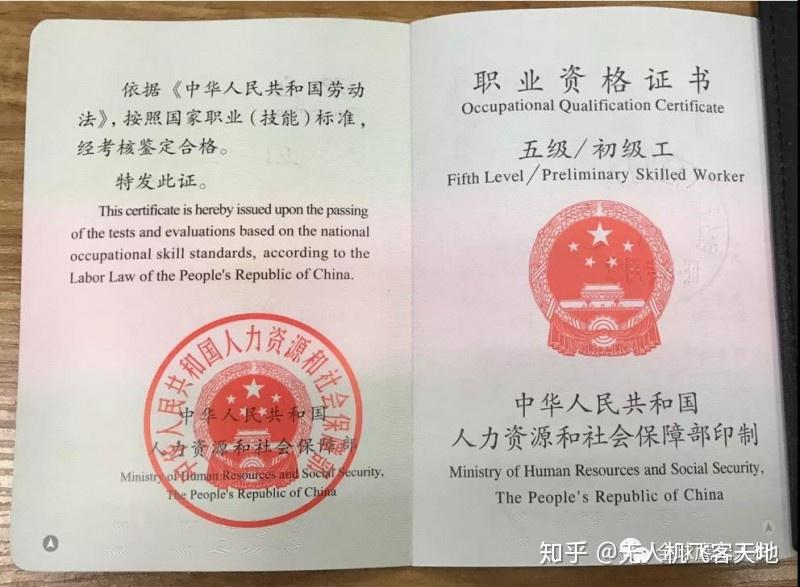 依据《中华人民共和国劳动
法》，按照国家职业（技能）标准，
经考核鉴定合格。
特发此证。
This certificate is hereby issued upon the passing
of the tests and evaluations based on the national
occupational skill standards, according to the
Labor Law of the People's Republic of China.
中华人民共和国人力资源和社会保障部
中华人民共和国
人力资源和社会保障部
Ministry of Human Resources and Social Security,
The People's Republic of China
职业资格证书
Occupational Qualification Certificate
五级/初级工
Fifth Level/Preliminary Skilled Worker
中华人民共和国
人力资源和社会保障部印制
Ministry of Human Resources and Social Security,
The People's Republic of China
知乎 @无人机飞客天地